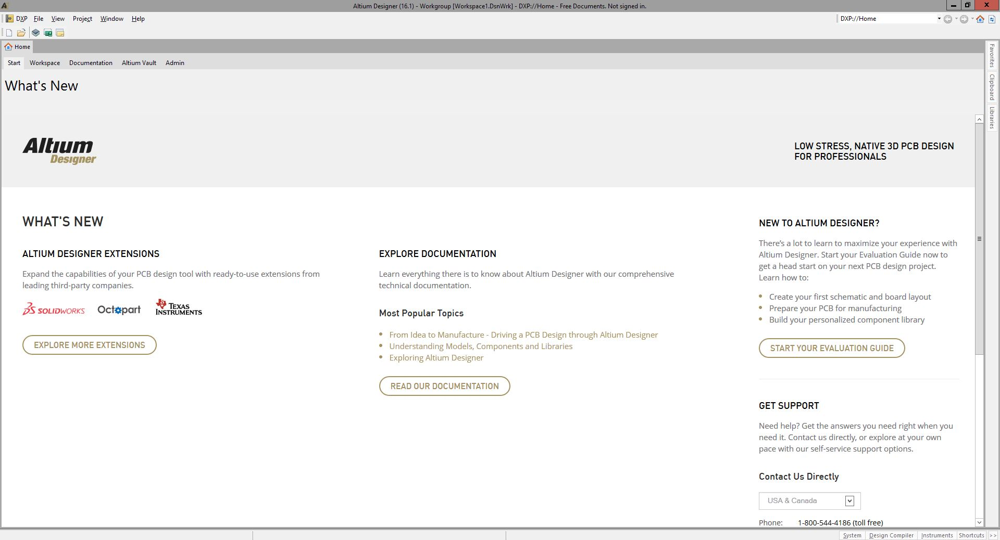 Altium Designer (16.1) - Workgroup [Workspace1.DsnWrk] - DXP://Home - Free Documents. Not signed in.
DXP File View Project Window Help
DXP://Home
Home
Start Workspace Documentation Altium Vault Admin
What's New
Favorites
Clipboard
Libraries
Altium
Designer
LOW STRESS, NATIVE 3D PCB DESIGN
FOR PROFESSIONALS
WHAT'S NEW
ALTIUM DESIGNER EXTENSIONS
Expand the capabilities of your PCB design tool with ready-to-use extensions from
leading third-party companies.
SOLIDWORKS
Octopart
TEXAS
INSTRUMENTS
EXPLORE MORE EXTENSIONS
EXPLORE DOCUMENTATION
Learn everything there is to know about Altium Designer with our comprehensive
technical documentation.
Most Popular Topics
From Idea to Manufacture - Driving a PCB Design through Altium Designer
Understanding Models, Components and Libraries
Exploring Altium Designer
READ OUR DOCUMENTATION
NEW TO ALTIUM DESIGNER?
There's a lot to learn to maximize your experience with
Altium Designer. Start your Evaluation Guide now to
get a head start on your next PCB design project.
Learn how to:
Create your first schematic and board layout
Prepare your PCB for manufacturing
Build your personalized component library
START YOUR EVALUATION GUIDE
GET SUPPORT
Need help? Get the answers you need right when you
need it. Contact us directly, or explore at your own
pace with our self-service support options.
Contact Us Directly
USA & Canada
Phone: 1-800-544-4186 (toll free)
System Design Compiler Instruments Shortcuts >>